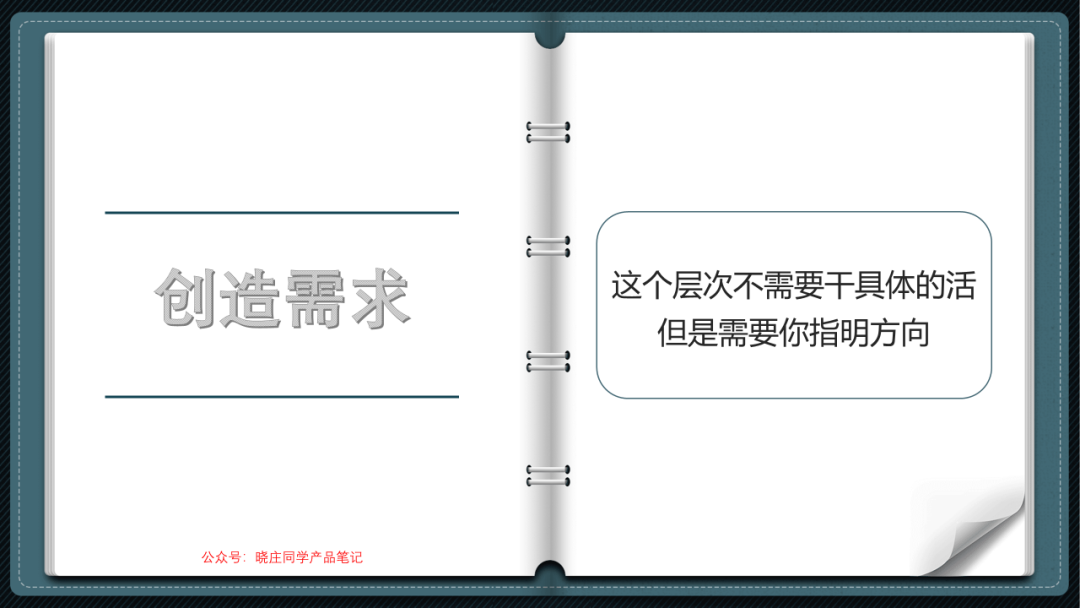 创造需求
这个层次不需要干具体的活
但是需要你指明方向
公众号：晓庄同学产品笔记